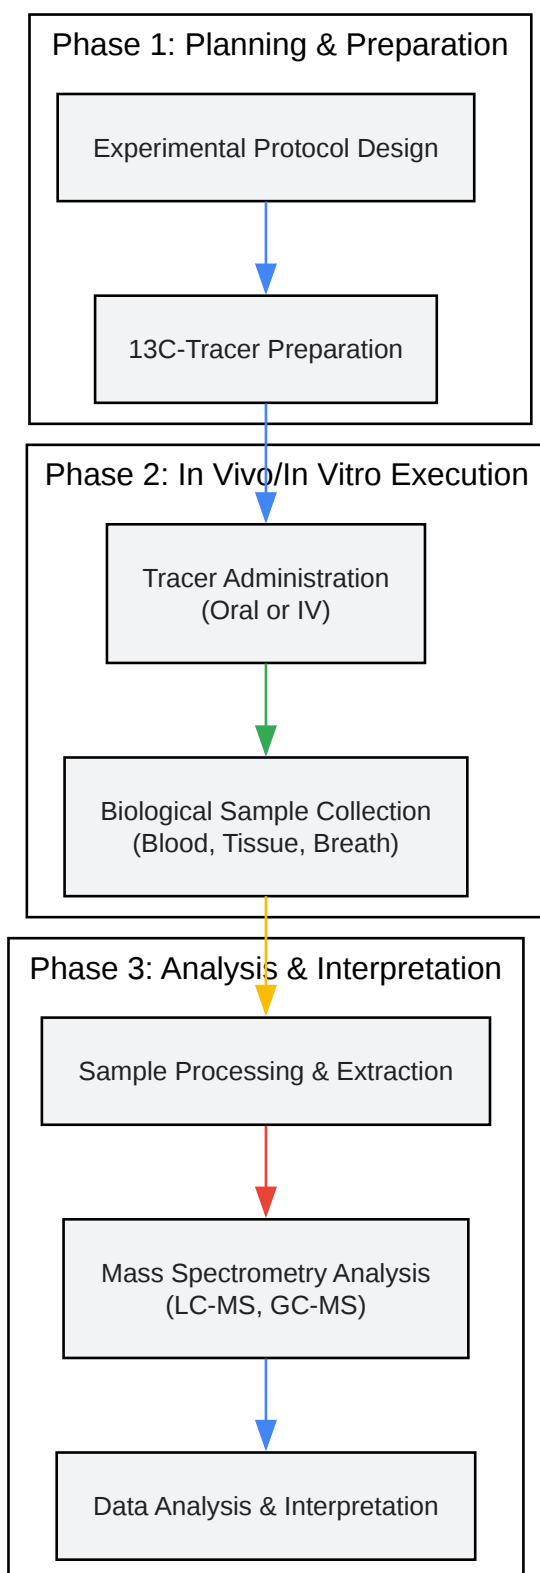 Phase 1: Planning & Preparation
Experimental Protocol Design
13C-Tracer Preparation
Phase 2: In Vivo/In Vitro Execution
Tracer Administration
(Oral or IV)
Biological Sample Collection
(Blood, Tissue, Breath)
Phase 3: Analysis & Interpretation
Sample Processing & Extraction
Mass Spectrometry Analysis
(LC-MS, GC-MS)
Data Analysis & Interpretation